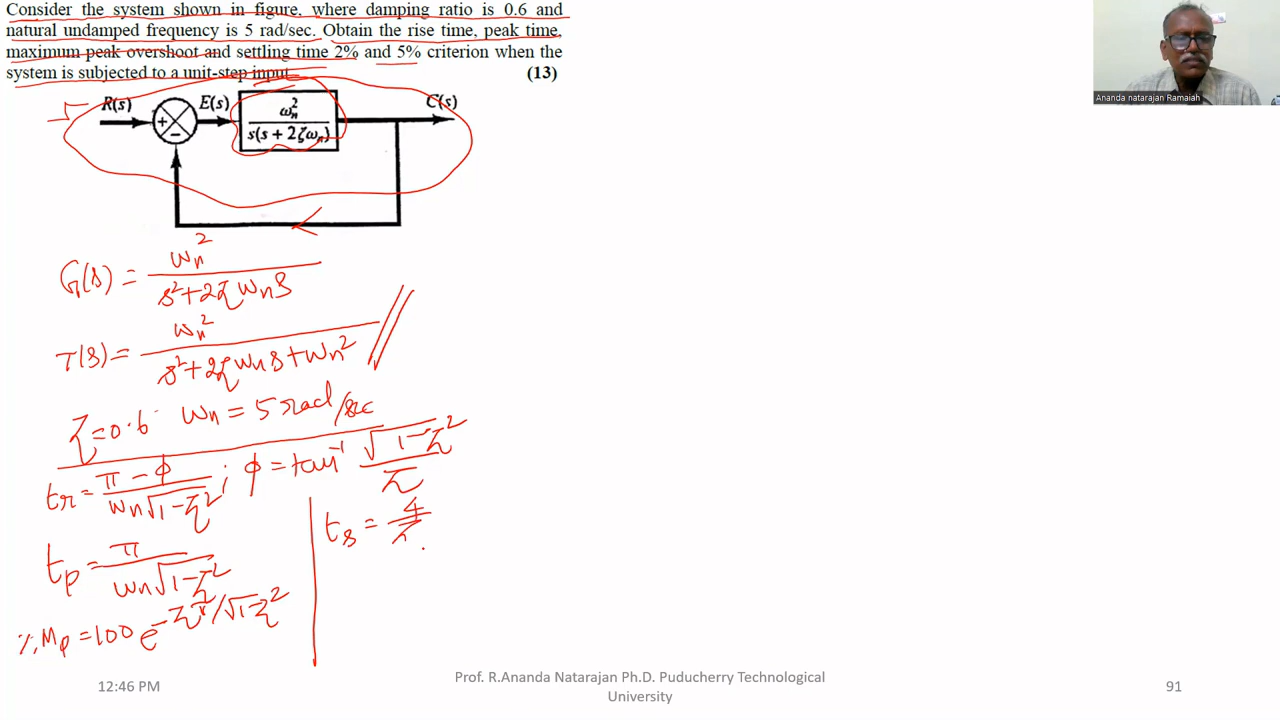 Consider the system shown in figure, where damping ratio is 0.6 and
natural undamped frequency is 5 rad/sec. Obtain the rise time, peak time,
maximum peak overshoot and settling time 2% and 5% criterion when the
system is subjected to a unit-step input. (13)
R(s) E(s) ωn² / s(s + 2ζωn) C(s)
+
−
G(s) = ωn² / s²+2ζωns
T(s) = ωn² / s²+2ζωns+ωn²
ζ=0.6 ωn = 5 rad/sec
tr = π − φ / ωn√1−ζ² ; φ = tan⁻¹ √1−ζ² / ζ
tp = π / ωn√1−ζ²
% Mp = 100 e^−ζπ/√1−ζ²
ts = 4 / ζ
Ananda natarajan Ramaiah
12:46 PM
Prof. R.Ananda Natarajan Ph.D. Puducherry Technological
University
91